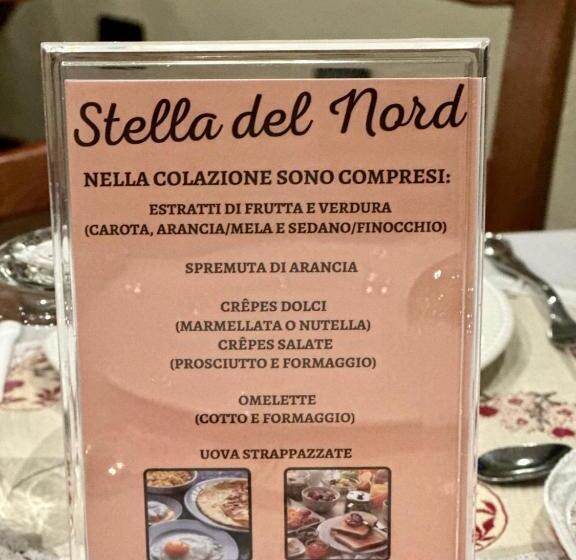 Stella del Nord
NELLA COLAZIONE SONO COMPRESI:
ESTRATTI DI FRUTTA E VERDURA
(CAROTA, ARANCIA/MELA E SEDANO/FINOCCHIO)
SPREMUTA DI ARANCIA
CRÊPES DOLCI
(MARMELLATA O NUTELLA)
CRÊPES SALATE
(PROSCIUTTO E FORMAGGIO)
OMELETTE
(COTTO E FORMAGGIO)
UOVA STRAPPAZZATE